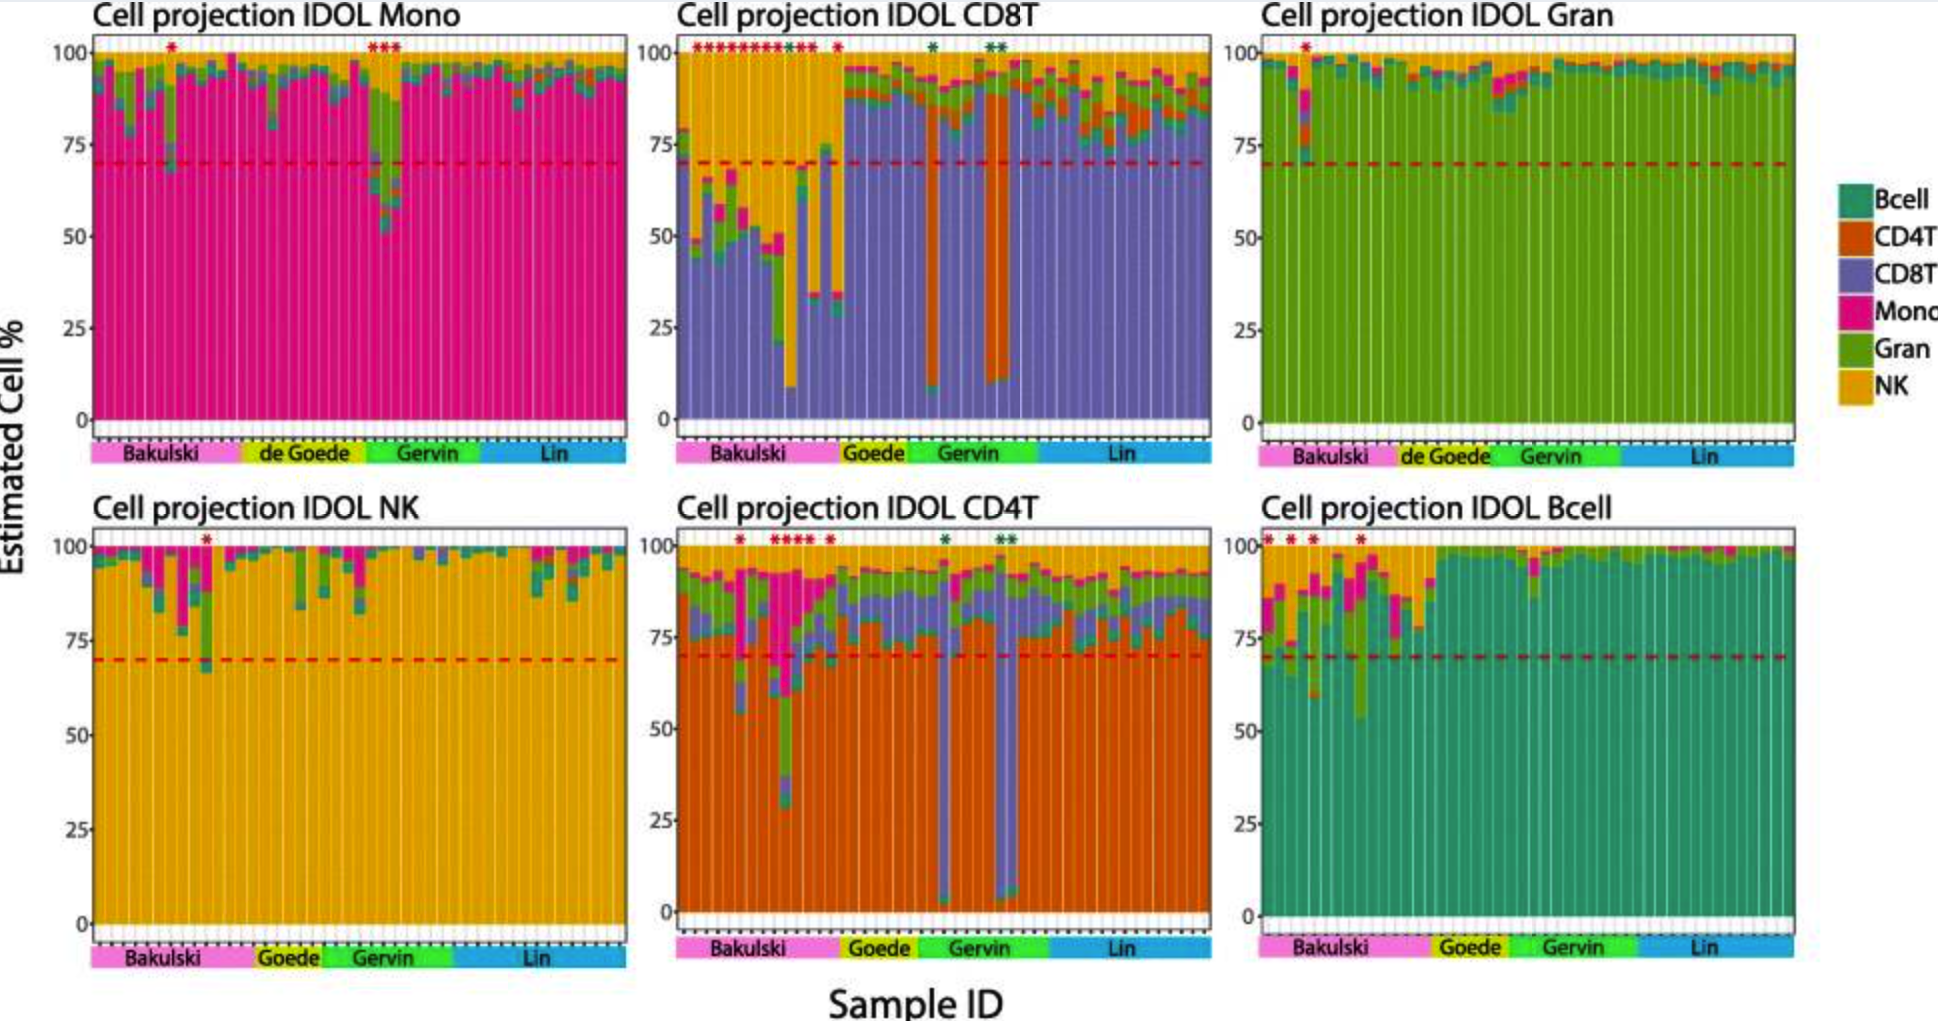 Cell projection IDOL Mono
Cell projection IDOL CD8T
Cell projection IDOL Gran
100
75
50
25
0
* ***
Bakulski de Goede Gervin Lin
100
75
50
25
0
*********** * * **
Bakulski Goede Gervin Lin
100
75
50
25
0
*
Bakulski de Goede Gervin Lin
Bcell
CD4T
CD8T
Mono
Gran
NK
Estimated Cell %
Cell projection IDOL NK
Cell projection IDOL CD4T
Cell projection IDOL Bcell
100
75
50
25
0
*
Bakulski Goede Gervin Lin
100
75
50
25
0
* **** * * **
Bakulski Goede Gervin Lin
100
75
50
25
0
* * * *
Bakulski Goede Gervin Lin
Sample ID